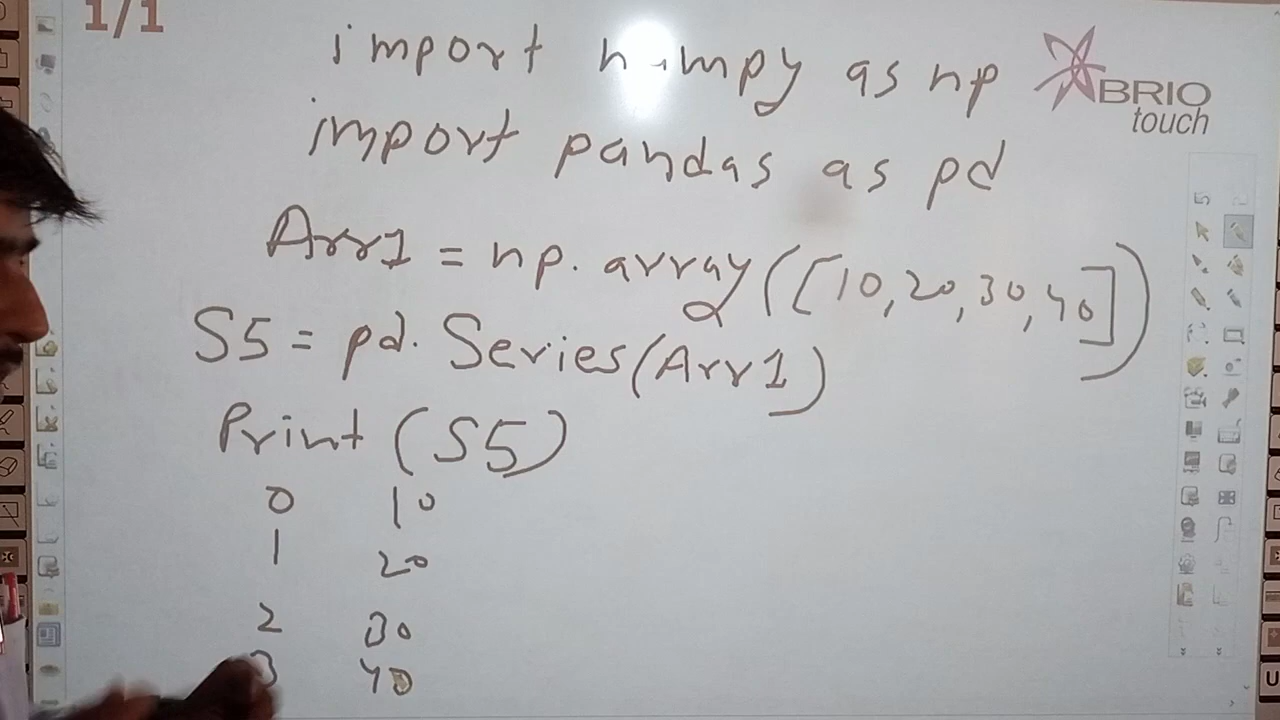 1/1
import numpy as np
BRIO
touch
import pandas as pd
Arr1 = np.array([10,20,30,40])
S5 = pd.Series(Arr1)
Print(S5)
0 10
1 20
2 30
3 40